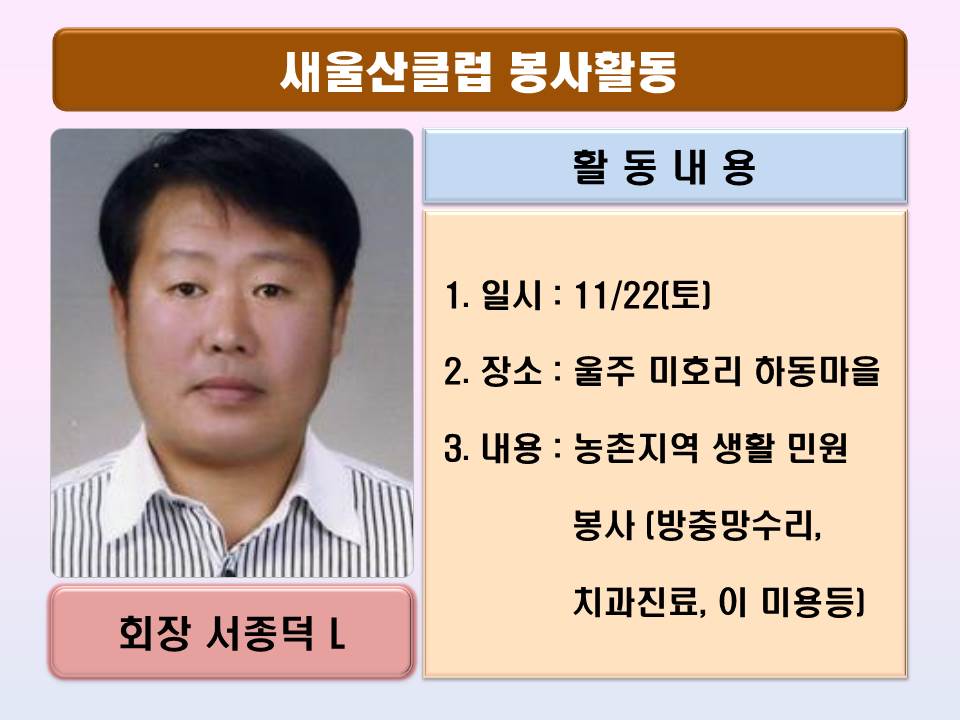 새울산클럽 봉사활동
활 동 내 용
1. 일시 : 11/22(토)
2. 장소 : 울주 미호리 하동마을
3. 내용 : 농촌지역 생활 민원
봉사 (방충망수리,
치과진료, 이 미용등)
회장 서종덕 L